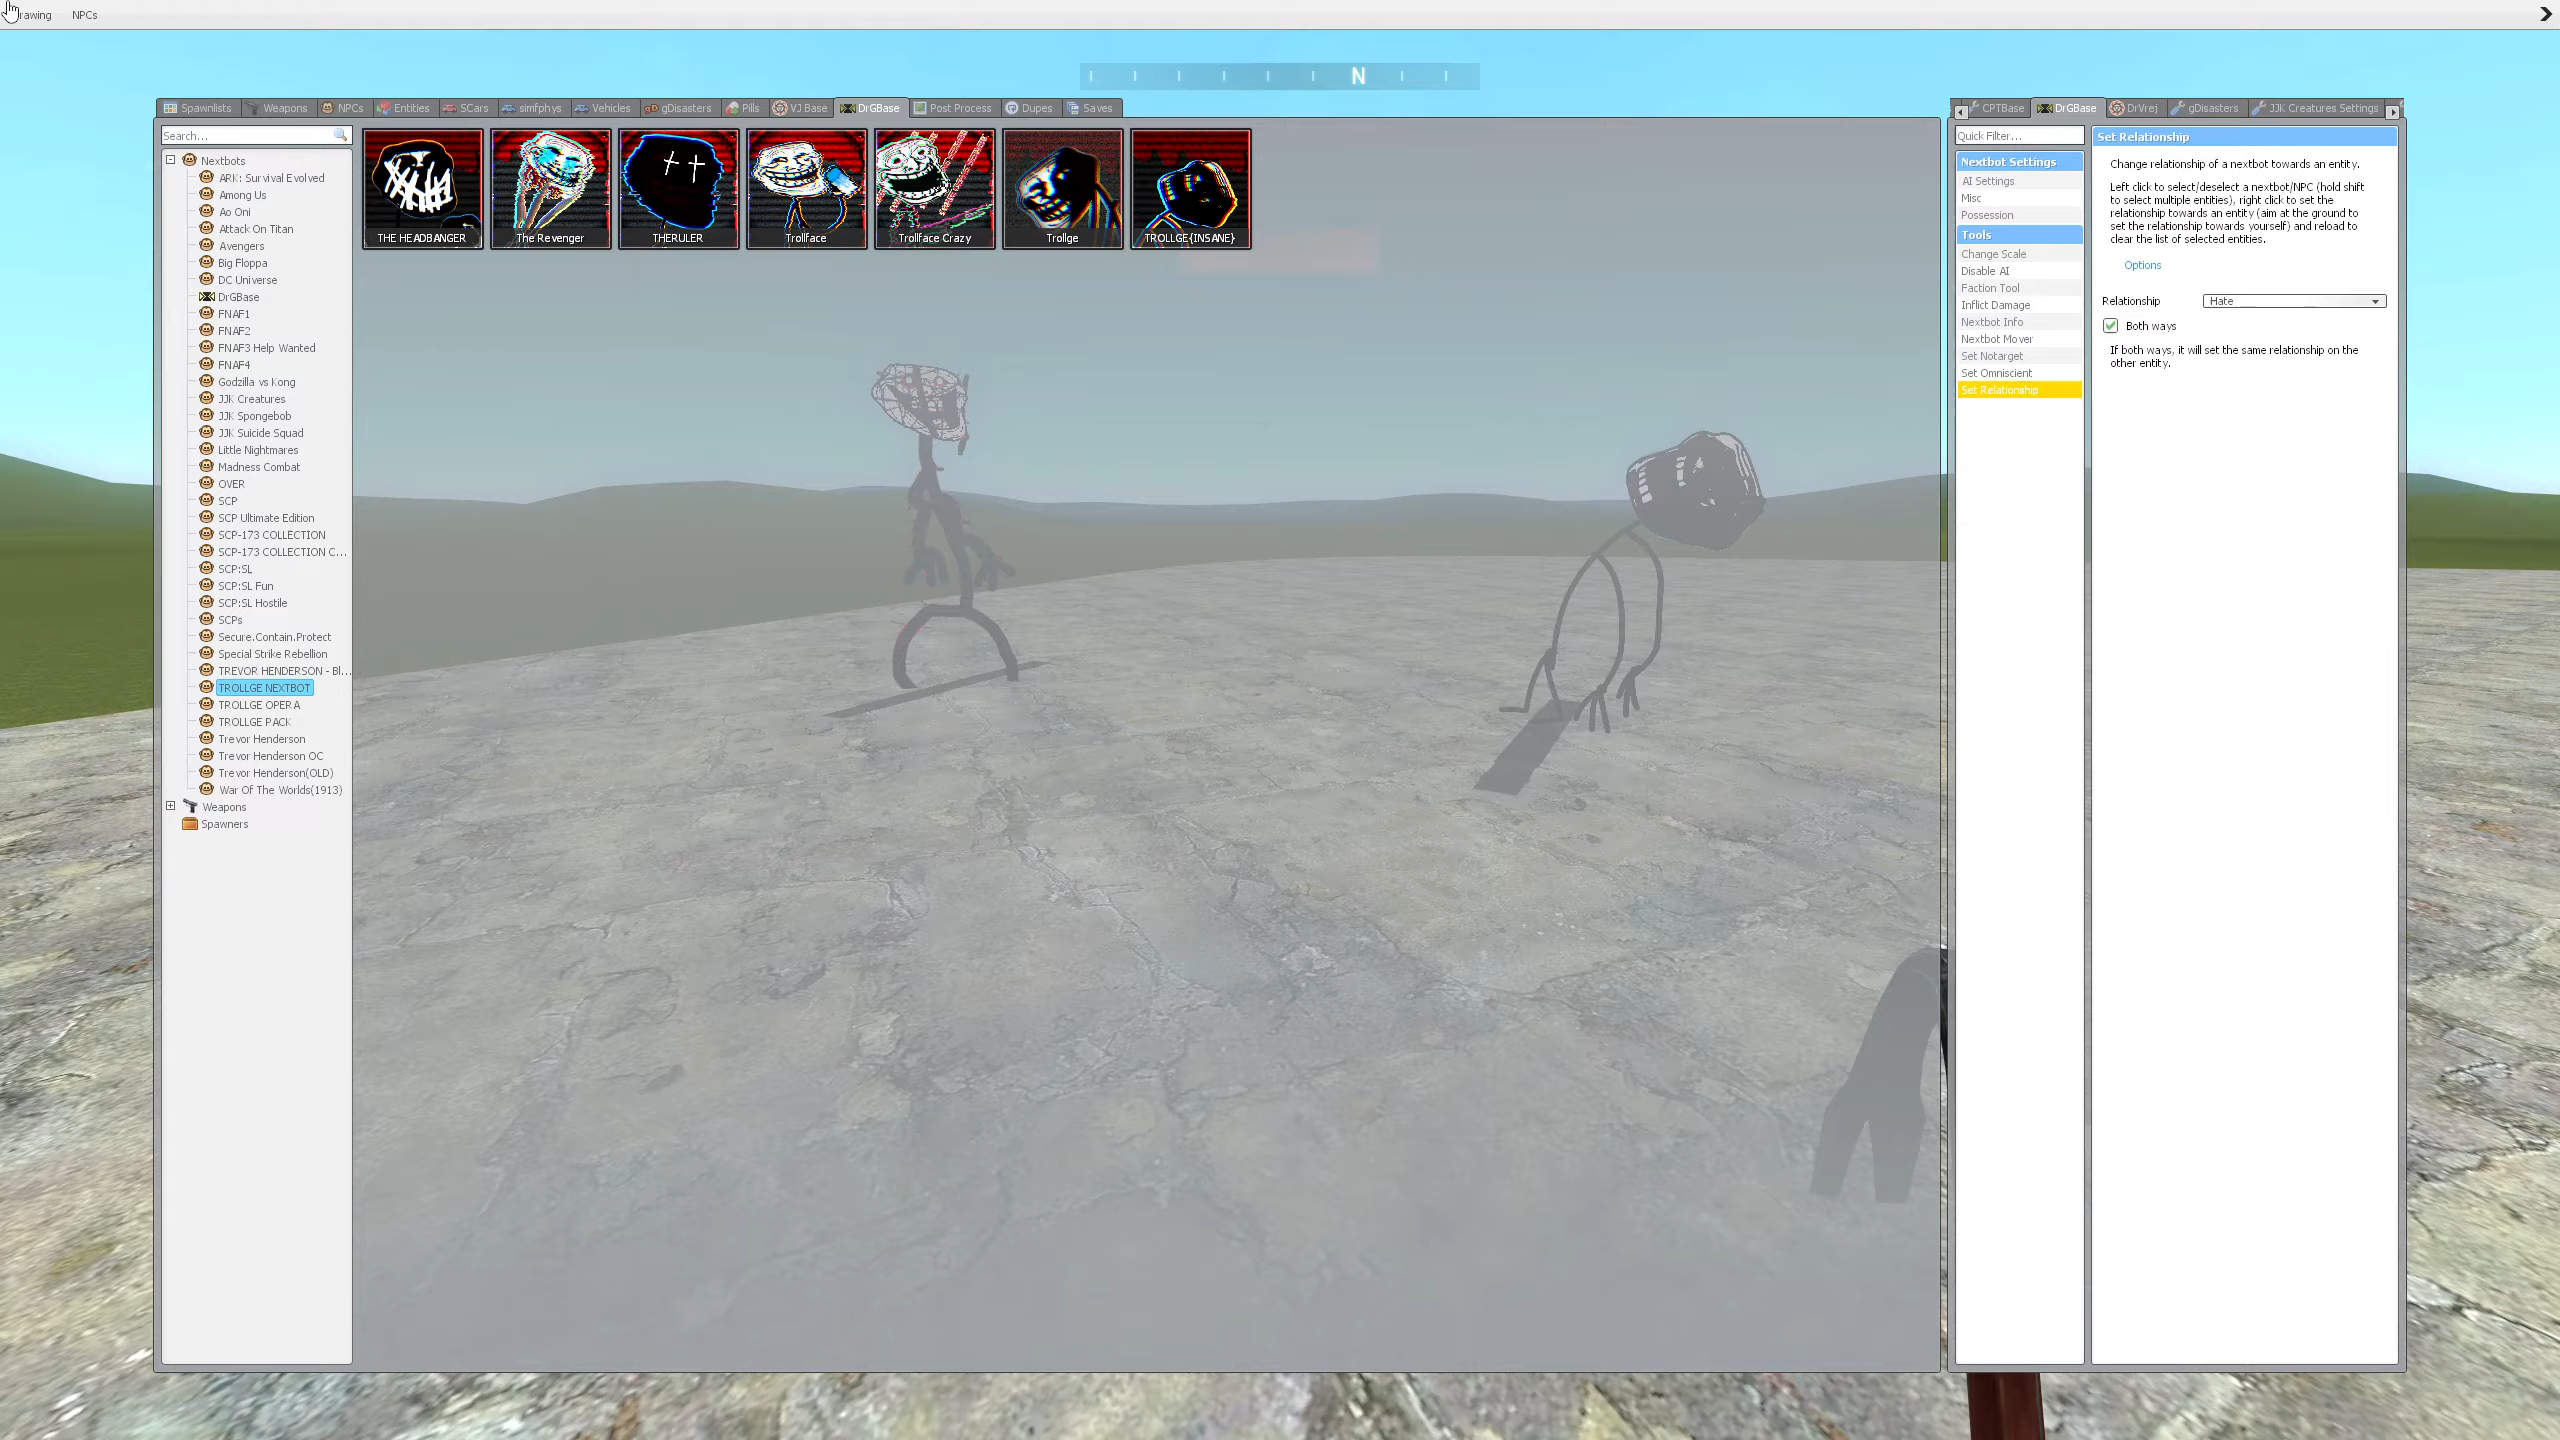 rawing NPCs
N
Spawnlists Weapons NPCs Entities SCars simfphys Vehicles gDisasters Pills VJ Base DrGBase Post Process Dupes Saves
Search...
Nextbots
ARK: Survival Evolved
Among Us
Ao Oni
Attack On Titan
Avengers
Big Floppa
DC Universe
DrGBase
FNAF1
FNAF2
FNAF3 Help Wanted
FNAF4
Godzilla vs Kong
JJK Creatures
JJK Spongebob
JJK Suicide Squad
Little Nightmares
Madness Combat
OVER
SCP
SCP Ultimate Edition
SCP-173 COLLECTION
SCP-173 COLLECTION C...
SCP:SL
SCP:SL Fun
SCP:SL Hostile
SCPs
Secure.Contain.Protect
Special Strike Rebellion
TREVOR HENDERSON - Bl...
TROLLGE NEXTBOT
TROLLGE OPERA
TROLLGE PACK
Trevor Henderson
Trevor Henderson OC
Trevor Henderson(OLD)
War Of The Worlds(1913)
Weapons
Spawners
THE HEADBANGER The Revenger THERULER Trollface Trollface Crazy Trollge TROLLGE{INSANE}
CPTBase DrGBase DrVrej gDisasters JJK Creatures Settings
Quick Filter...
Nextbot Settings
AI Settings
Misc
Possession
Tools
Change Scale
Disable AI
Faction Tool
Inflict Damage
Nextbot Info
Nextbot Mover
Set Notarget
Set Omniscient
Set Relationship
Set Relationship
Change relationship of a nextbot towards an entity.
Left click to select/deselect a nextbot/NPC (hold shift
to select multiple entities), right click to set the
relationship towards an entity (aim at the ground to
set the relationship towards yourself) and reload to
clear the list of selected entities.
Options
Relationship Hate
Both ways
If both ways, it will set the same relationship on the
other entity.